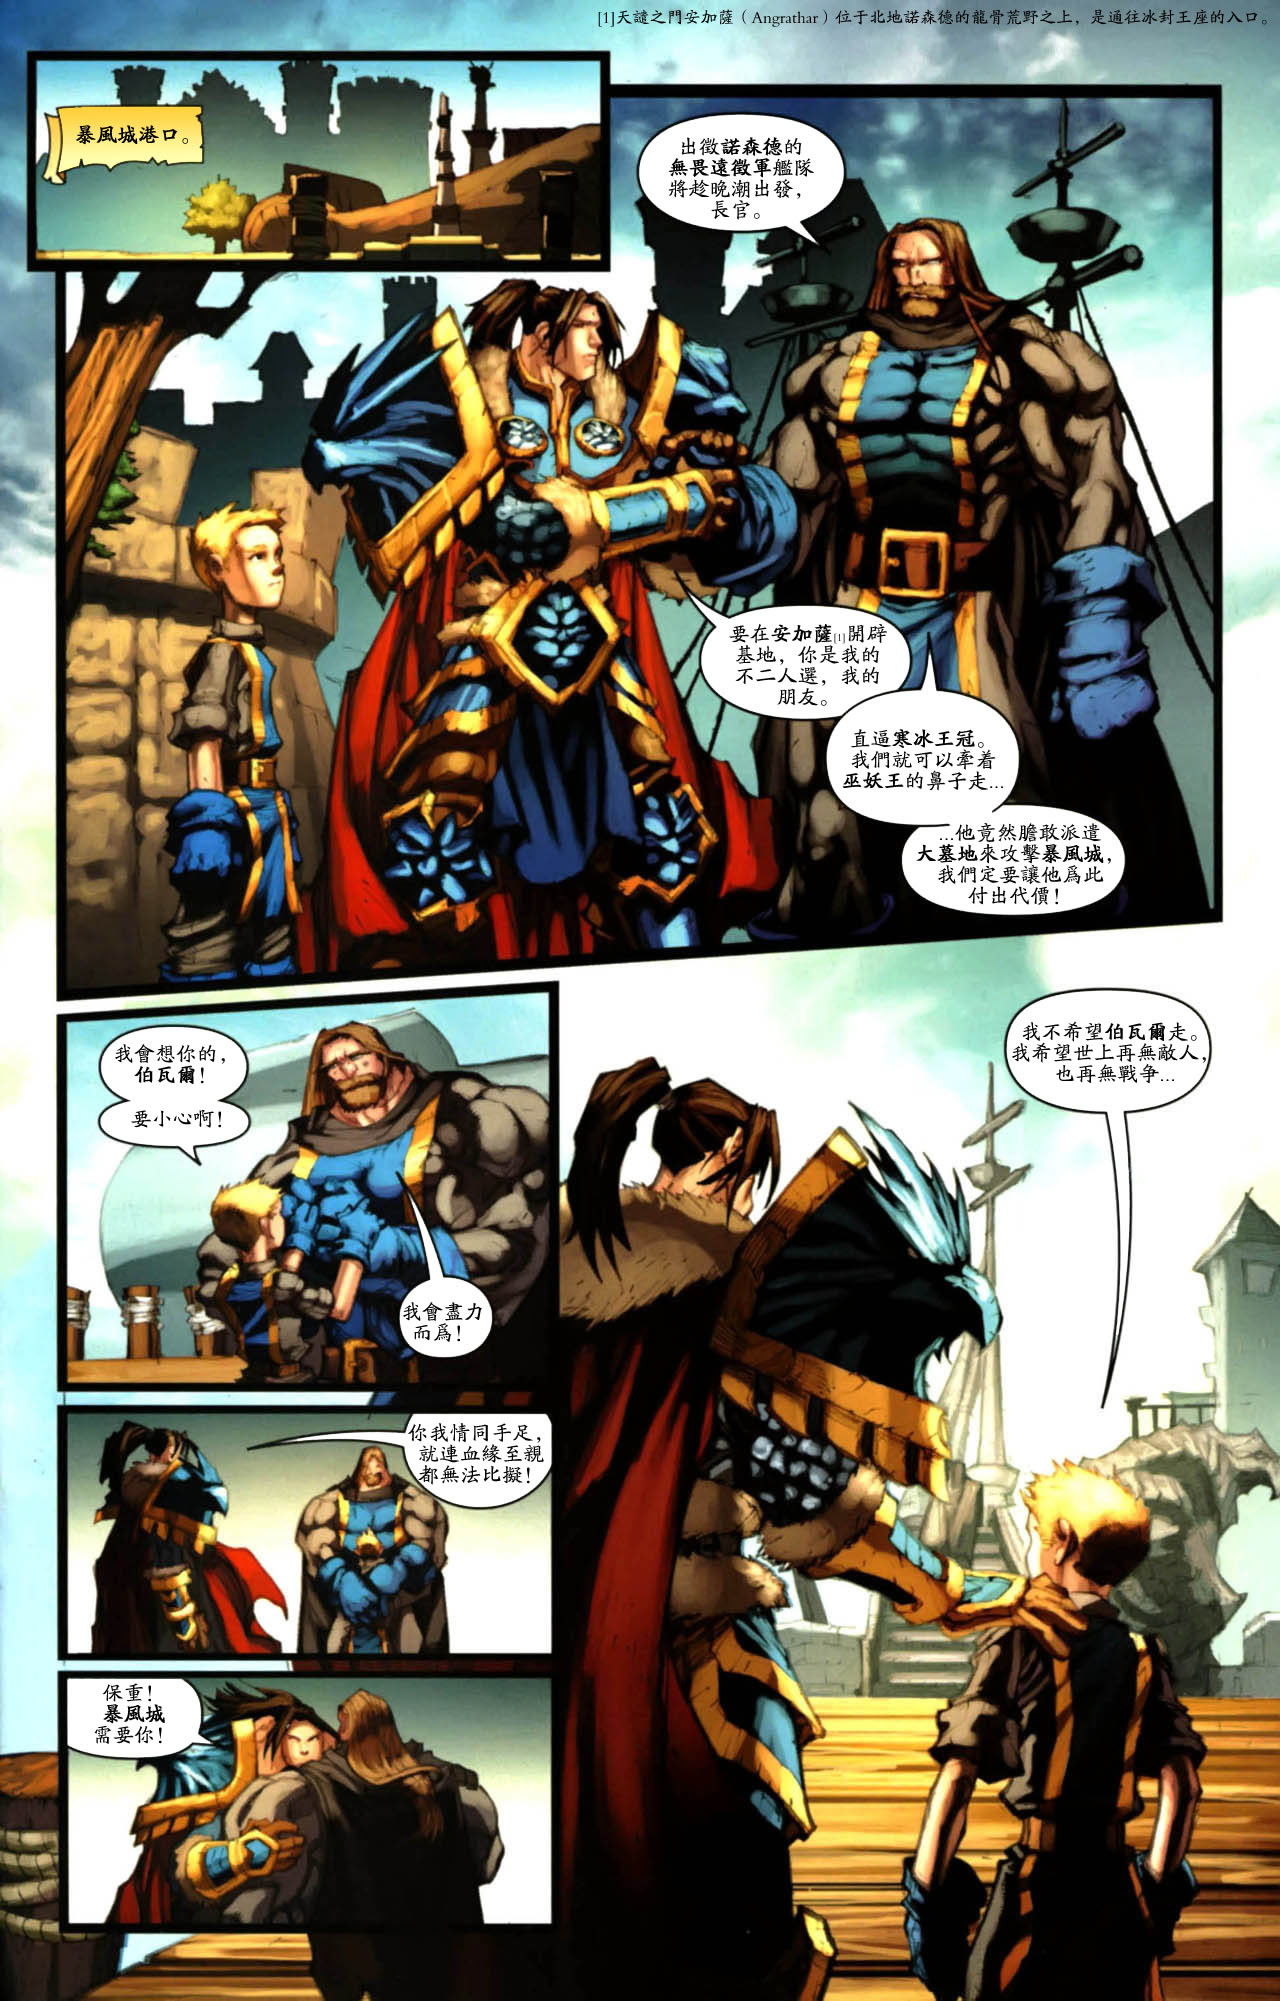 [1]天譴之門安加薩（Angrathar）位于北地諾森德的龍骨荒野之上，是通往冰封王座的入口。
暴風城港口。
出徵諾森德的
無畏遠徵軍艦隊
將趁晚潮出發，
長官。
要在安加薩[1]開辟
基地，你是我的
不二人選，我的
朋友。
直逼寒冰王冠。
我們就可以牽着
巫妖王的鼻子走...
...他竟然膽敢派遣
大墓地來攻擊暴風城，
我們定要讓他爲此
付出代價！
我會想你的，
伯瓦爾！
要小心啊！
我會盡力
而爲！
你我情同手足，
就連血緣至親
都無法比擬！
保重！
暴風城
需要你！
我不希望伯瓦爾走。
我希望世上再無敵人，
也再無戰争...